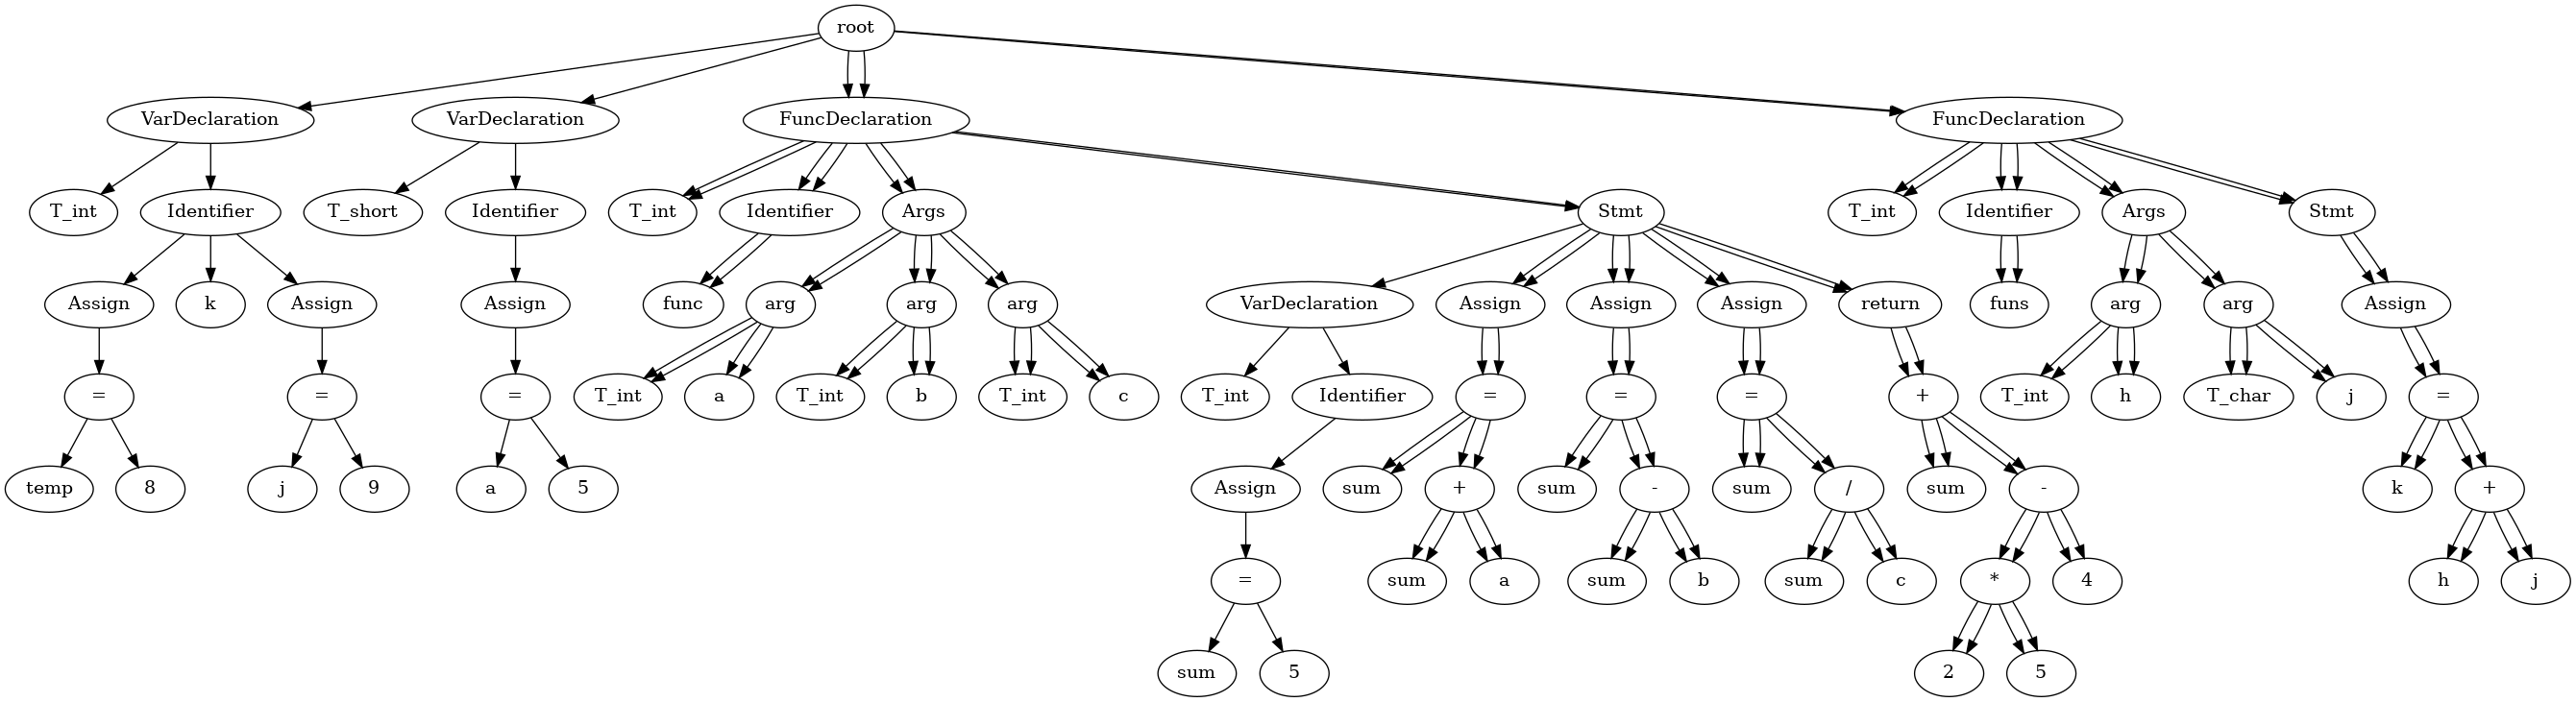 root
VarDeclaration VarDeclaration FuncDeclaration FuncDeclaration
T_int Identifier T_short Identifier T_int Identifier Args Stmt T_int Identifier Args Stmt
Assign k Assign Assign func arg arg arg VarDeclaration Assign Assign Assign return funs arg arg Assign
= = = T_int a T_int b T_int c T_int Identifier = = = + T_int h T_char j =
temp 8 j 9 a 5 Assign sum + sum - sum / sum - k +
= sum a sum b sum c * 4 h j
sum 5 2 5